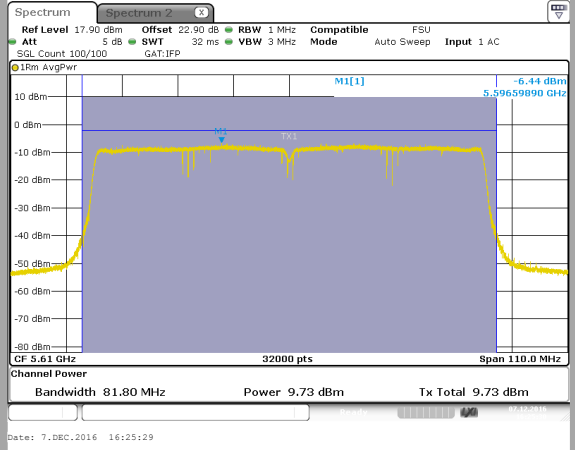 Spectrum
Spectrum 2 X
Ref Level 17.90 dBm Offset 22.90 dB RBW 1 MHz Compatible FSU
Att 5 dB SWT 32 ms VBW 3 MHz Mode Auto Sweep Input 1 AC
SGL Count 100/100 GAT:IFP
1Rm AvgPwr
M1[1] -6.44 dBm
5.59659890 GHz
10 dBm
0 dBm
M1
TX1
-10 dBm
-20 dBm
-30 dBm
-40 dBm
-50 dBm
-60 dBm
-70 dBm
-80 dBm
CF 5.61 GHz 32000 pts Span 110.0 MHz
Channel Power
Bandwidth 81.80 MHz Power 9.73 dBm Tx Total 9.73 dBm
Ready 07.12.2016
Date: 7.DEC.2016 16:25:29